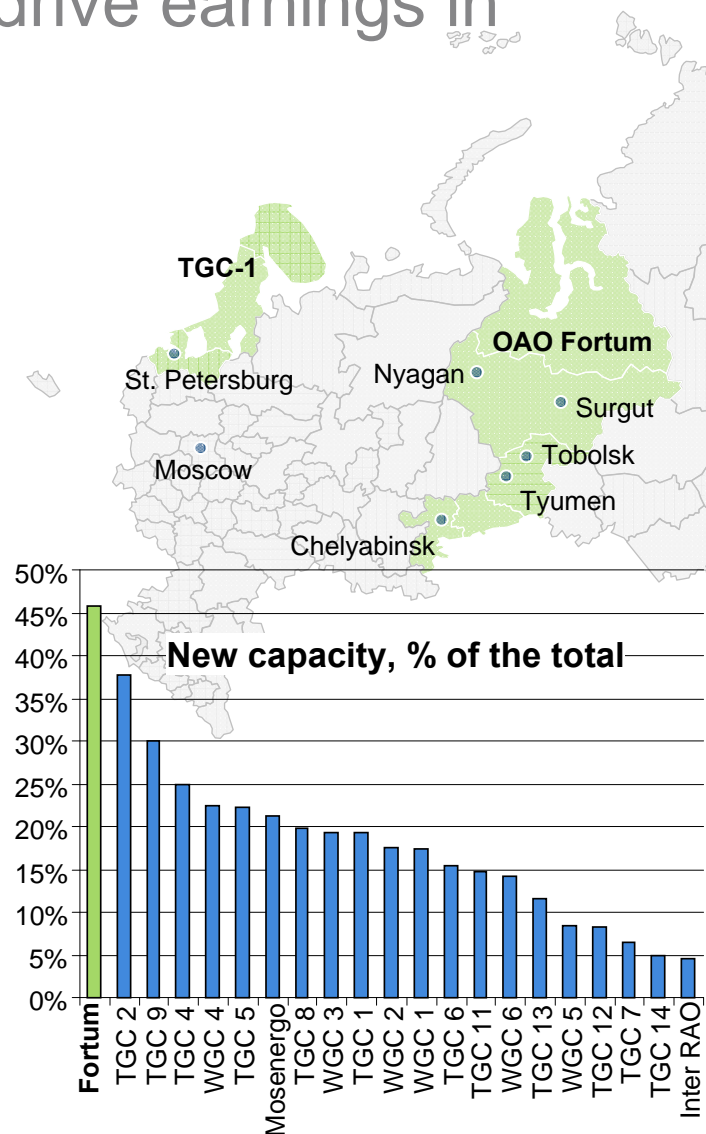 drive earnings in
TGC-1
OAO Fortum
St. Petersburg
Nyagan
Surgut
Moscow
Tobolsk
Tyumen
Chelyabinsk
New capacity, % of the total
50%
45%
40%
35%
30%
25%
20%
15%
10%
5%
0%
Fortum
TGC 2
TGC 9
TGC 4
WGC 4
TGC 5
Mosenergo
TGC 8
WGC 3
TGC 1
WGC 2
WGC 1
TGC 6
TGC 11
WGC 6
TGC 13
WGC 5
TGC 12
TGC 7
TGC 14
Inter RAO